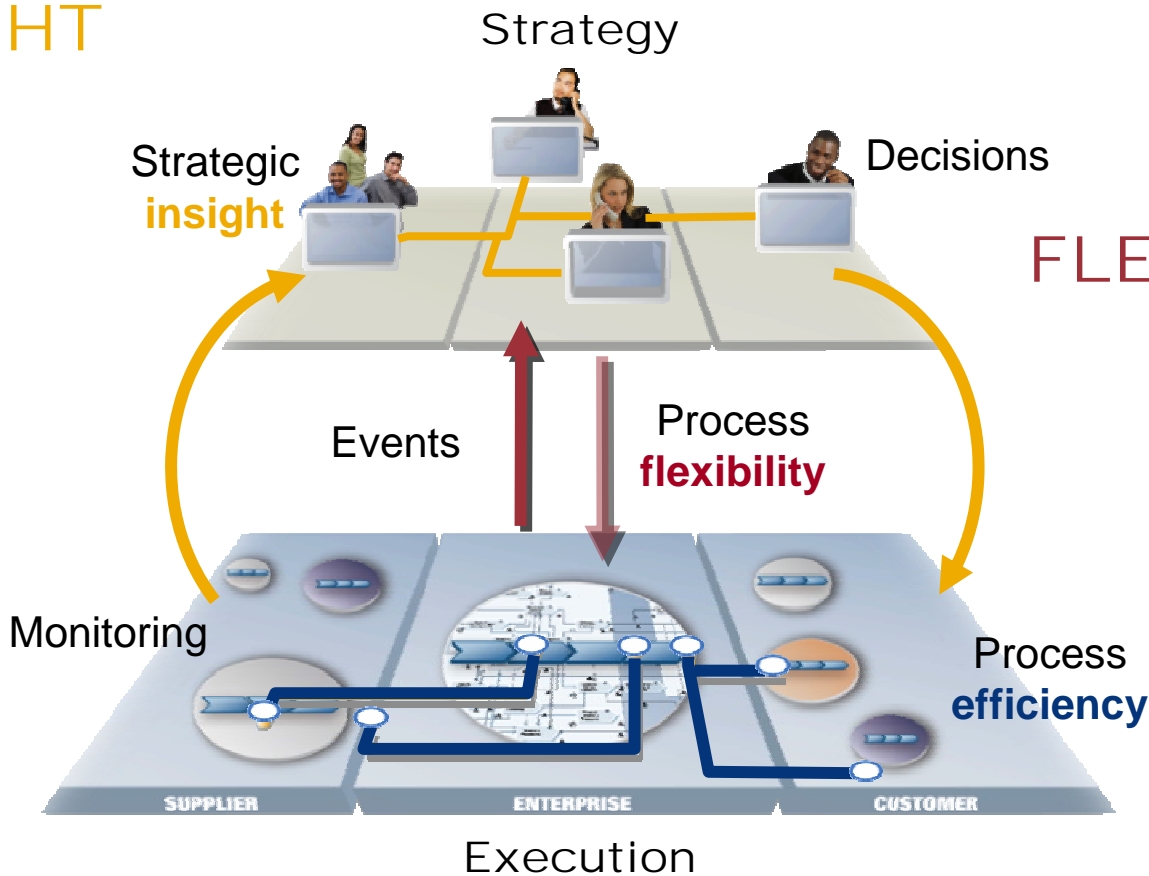 HT
Strategy
Strategic
insight
Decisions
FLE
Events
Process
flexibility
Monitoring
Process
efficiency
SUPPLIER
ENTERPRISE
CUSTOMER
Execution